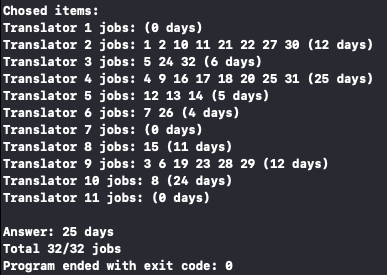 Chosed items:
Translator 1 jobs: (0 days)
Translator 2 jobs: 1 2 10 11 21 22 27 30 (12 days)
Translator 3 jobs: 5 24 32 (6 days)
Translator 4 jobs: 4 9 16 17 18 20 25 31 (25 days)
Translator 5 jobs: 12 13 14 (5 days)
Translator 6 jobs: 7 26 (4 days)
Translator 7 jobs: (0 days)
Translator 8 jobs: 15 (11 days)
Translator 9 jobs: 3 6 19 23 28 29 (12 days)
Translator 10 jobs: 8 (24 days)
Translator 11 jobs: (0 days)
Answer: 25 days
Total 32/32 jobs
Program ended with exit code: 0